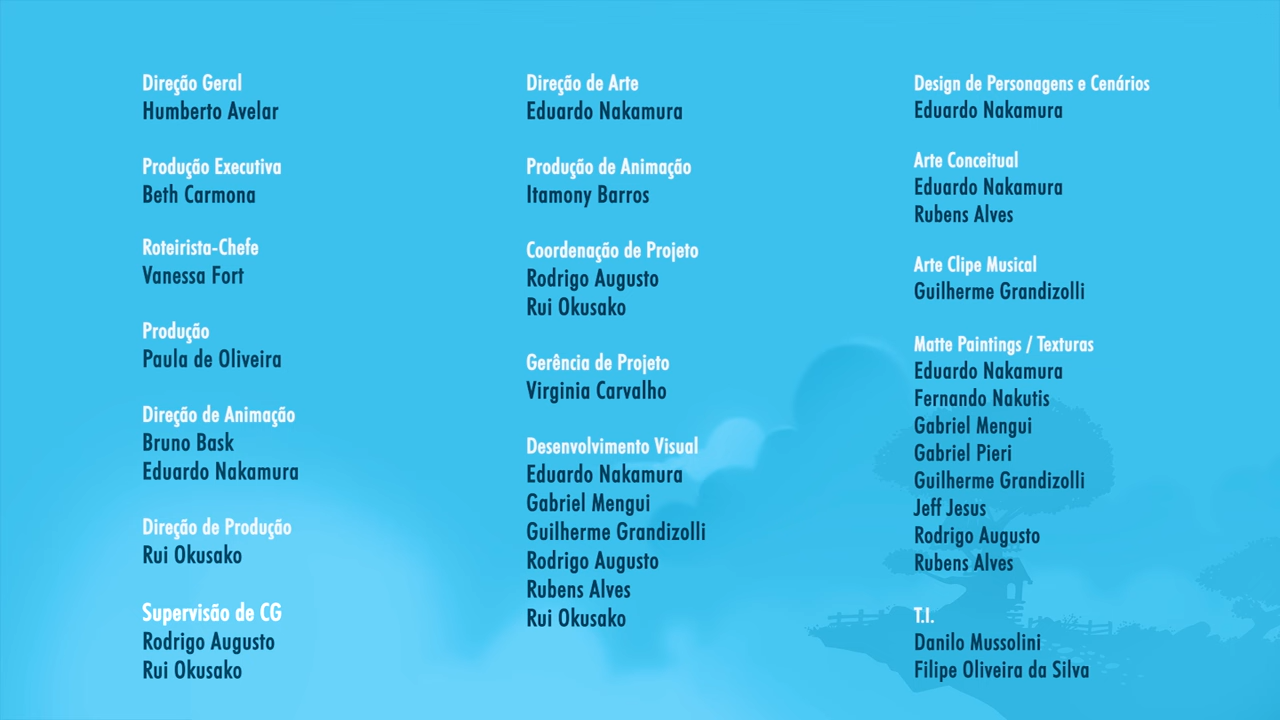 Direção Geral
Humberto Avelar
Produção Executiva
Beth Carmona
Roteirista-Chefe
Vanessa Fort
Produção
Paula de Oliveira
Direção de Animação
Bruno Bask
Eduardo Nakamura
Direção de Produção
Rui Okusako
Supervisão de CG
Rodrigo Augusto
Rui Okusako
Direção de Arte
Eduardo Nakamura
Produção de Animação
Itamony Barros
Coordenação de Projeto
Rodrigo Augusto
Rui Okusako
Gerência de Projeto
Virginia Carvalho
Desenvolvimento Visual
Eduardo Nakamura
Gabriel Mengui
Guilherme Grandizolli
Rodrigo Augusto
Rubens Alves
Rui Okusako
Design de Personagens e Cenários
Eduardo Nakamura
Arte Conceitual
Eduardo Nakamura
Rubens Alves
Arte Clipe Musical
Guilherme Grandizolli
Matte Paintings / Texturas
Eduardo Nakamura
Fernando Nakutis
Gabriel Mengui
Gabriel Pieri
Guilherme Grandizolli
Jeff Jesus
Rodrigo Augusto
Rubens Alves
T.I.
Danilo Mussolini
Filipe Oliveira da Silva